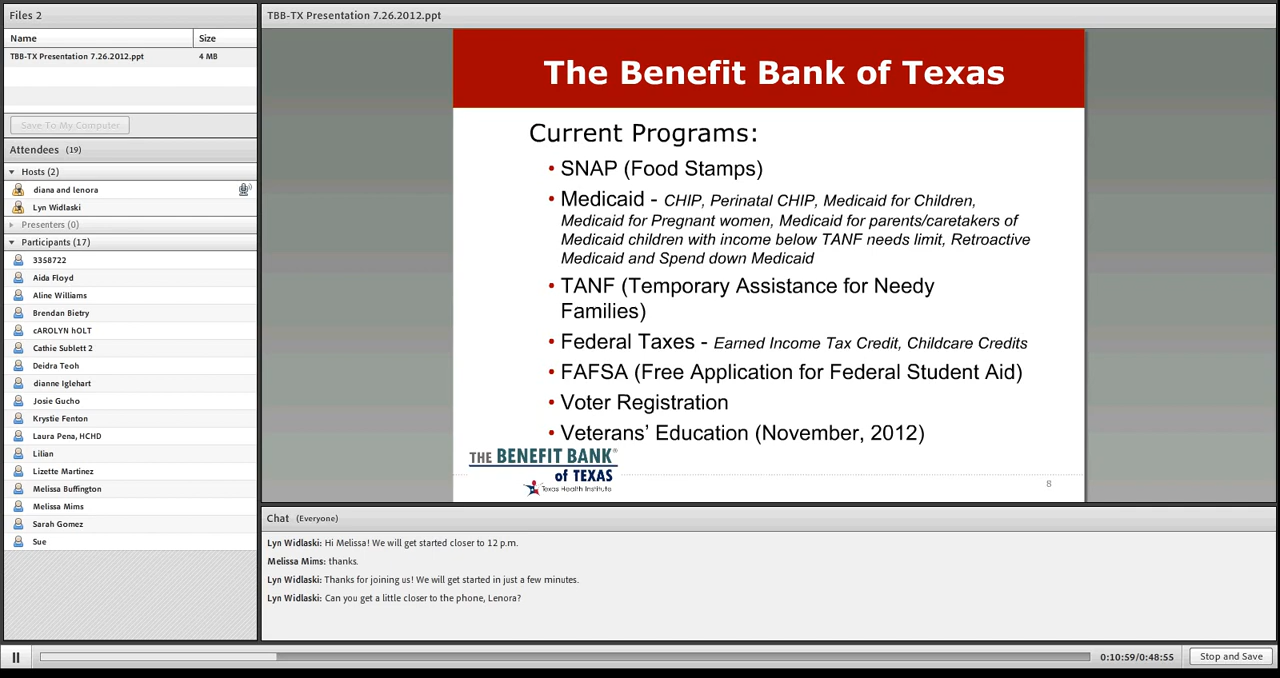 Files 2
Name Size
TBB-TX Presentation 7.26.2012.ppt 4 MB
Save To My Computer
Attendees (19)
Hosts (2)
diana and lenora
Lyn Widlaski
Presenters (0)
Participants (17)
3358722
Aida Floyd
Aline Williams
Brendan Bietry
cAROLYN hOLT
Cathie Sublett 2
Deidra Teoh
dianne Iglehart
Josie Gucho
Krystie Fenton
Laura Pena, HCHD
Lilian
Lizette Martinez
Melissa Buffington
Melissa Mims
Sarah Gomez
Sue
TBB-TX Presentation 7.26.2012.ppt
The Benefit Bank of Texas
Current Programs:
• SNAP (Food Stamps)
• Medicaid - CHIP, Perinatal CHIP, Medicaid for Children,
Medicaid for Pregnant women, Medicaid for parents/caretakers of
Medicaid children with income below TANF needs limit, Retroactive
Medicaid and Spend down Medicaid
• TANF (Temporary Assistance for Needy
Families)
• Federal Taxes - Earned Income Tax Credit, Childcare Credits
• FAFSA (Free Application for Federal Student Aid)
• Voter Registration
• Veterans’ Education (November, 2012)
THE BENEFIT BANK®
of TEXAS
Texas Health Institute
8
Chat (Everyone)
Lyn Widlaski: Hi Melissa! We will get started closer to 12 p.m.
Melissa Mims: thanks.
Lyn Widlaski: Thanks for joining us! We will get started in just a few minutes.
Lyn Widlaski: Can you get a little closer to the phone, Lenora?
0:10:59/0:48:55 Stop and Save